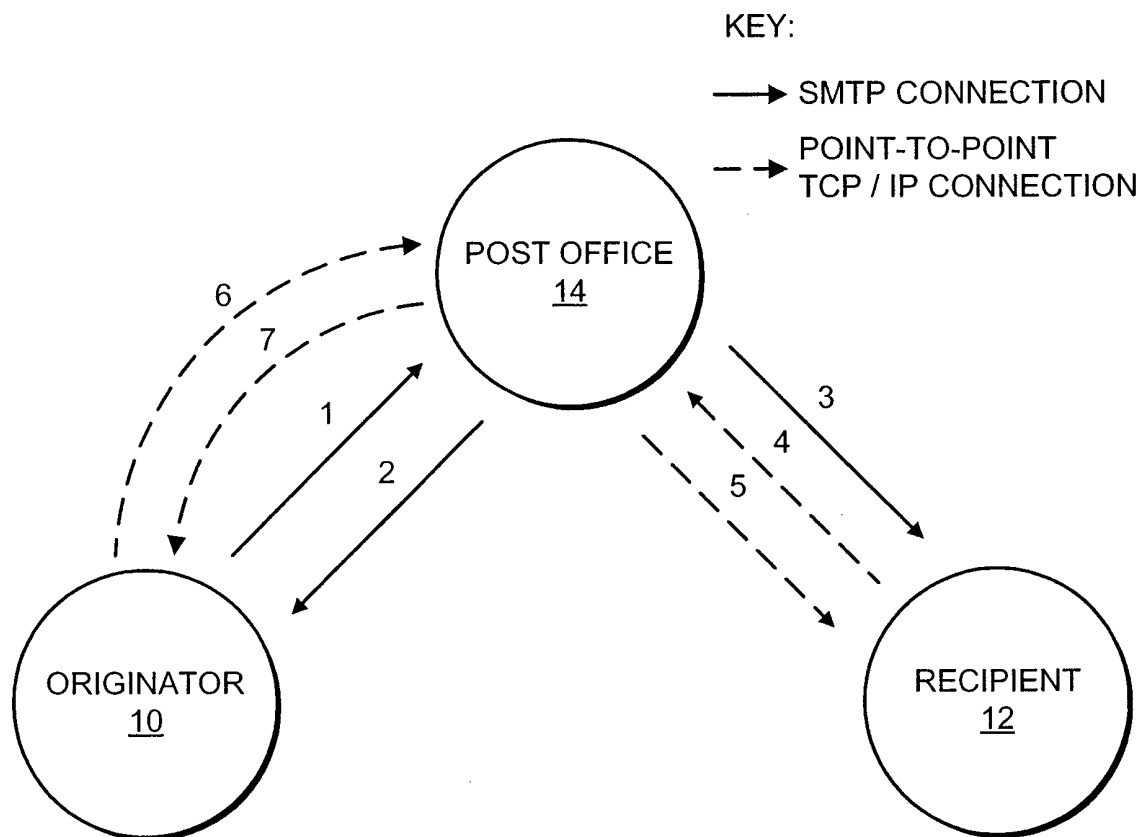 KEY:
SMTP CONNECTION
POINT-TO-POINT
TCP / IP CONNECTION
POST OFFICE
14
6
7
1
2
3
4
5
ORIGINATOR
10
RECIPIENT
12